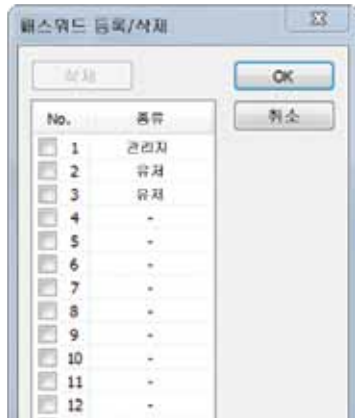 패스워드 등록/삭제
삭제
OK
취소
No. 종류
1 관리자
2 유저
3 유저
4 -
5 -
6 -
7 -
8 -
9 -
10 -
11 -
12 -